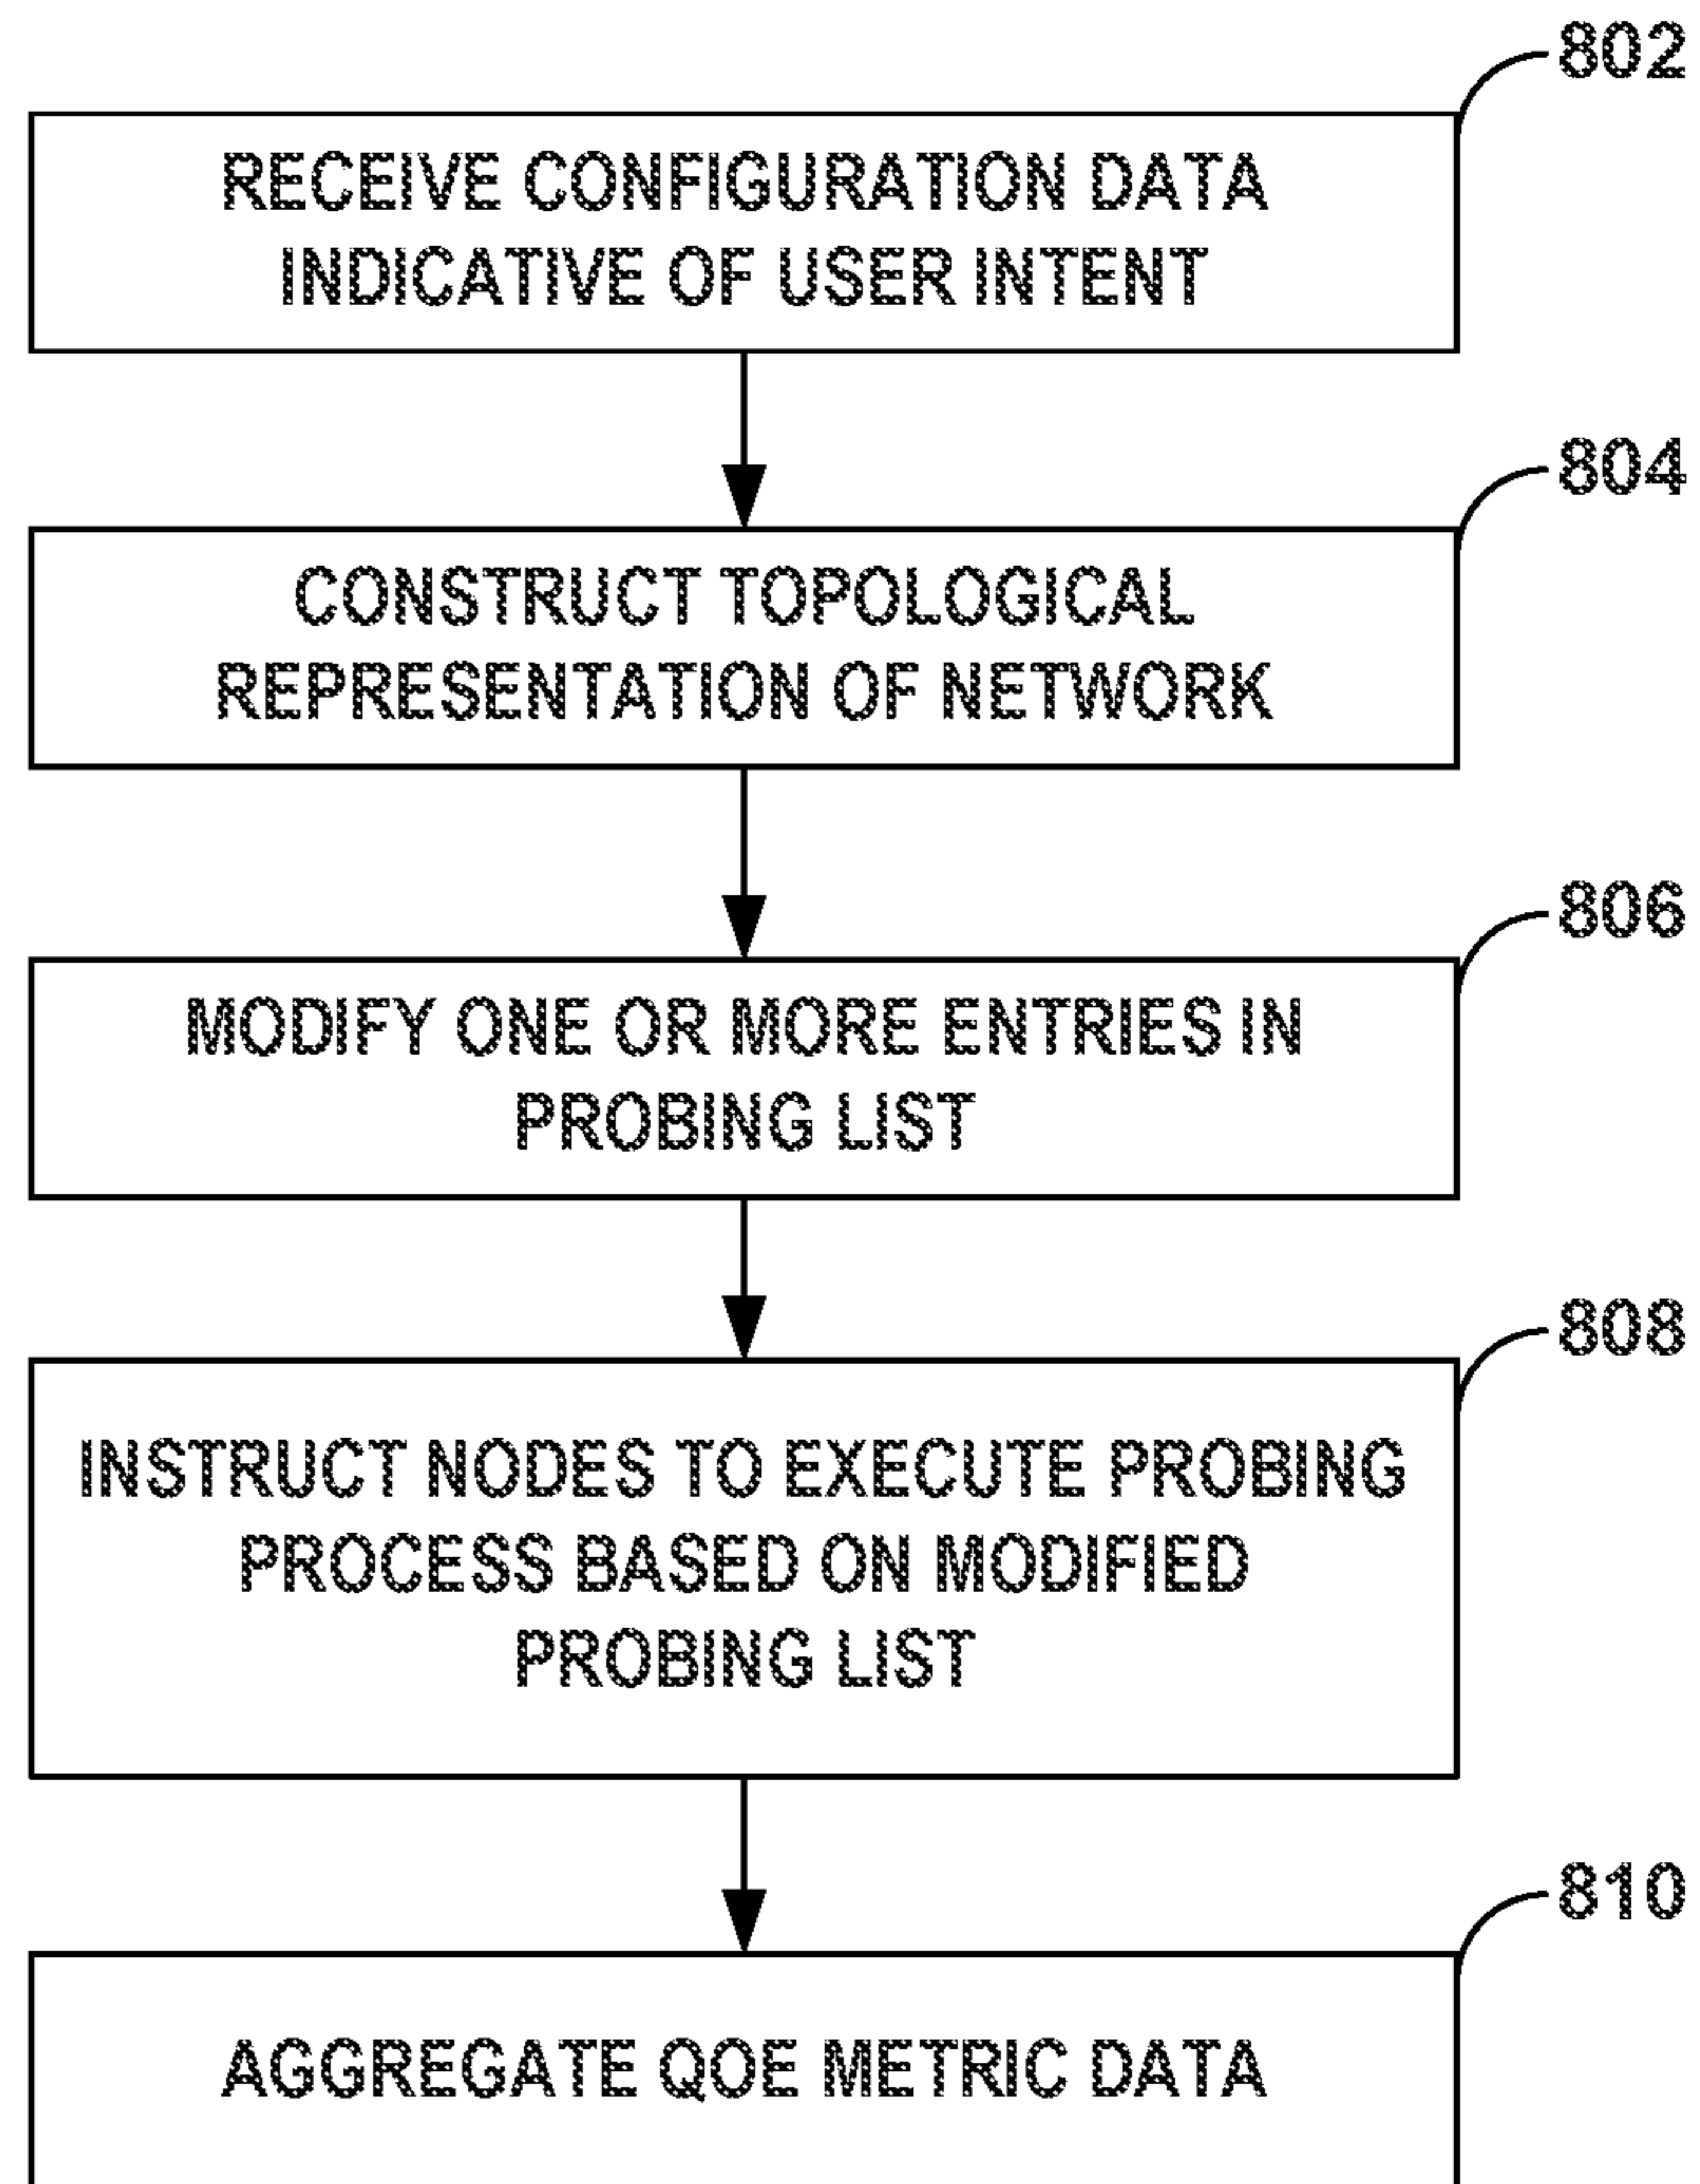 802
RECEIVE CONFIGURATION DATA
INDICATIVE OF USER INTENT
804
CONSTRUCT TOPOLOGICAL
REPRESENTATION OF NETWORK
806
MODIFY ONE OR MORE ENTRIES IN
PROBING LIST
808
INSTRUCT NODES TO EXECUTE PROBING
PROCESS BASED ON MODIFIED
PROBING LIST
810
AGGREGATE QOE METRIC DATA